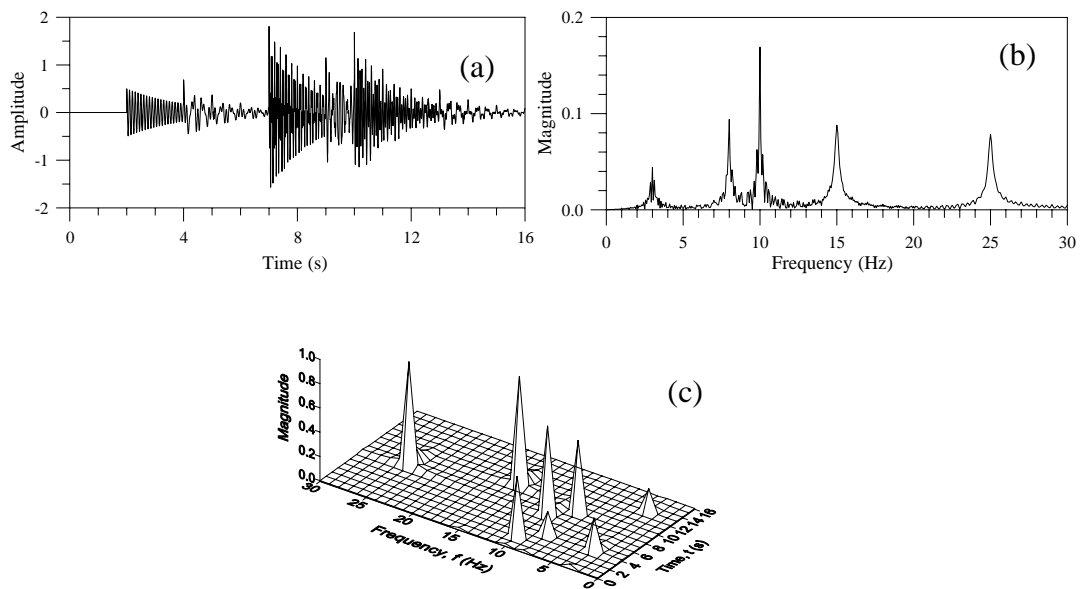 2
1
0
-1
-2
Amplitude
0 4 8 12 16
Time (s)
(a)
0.2
0.1
0.0
Magnitude
0 5 10 15 20 25 30
Frequency (Hz)
(b)
1.0
0.8
0.6
0.4
0.2
0.0
Magnitude
30 25 20 15 10 5 0
Frequency, f (Hz)
0 2 4 6 8 10 12 14 16
Time, t (s)
(c)